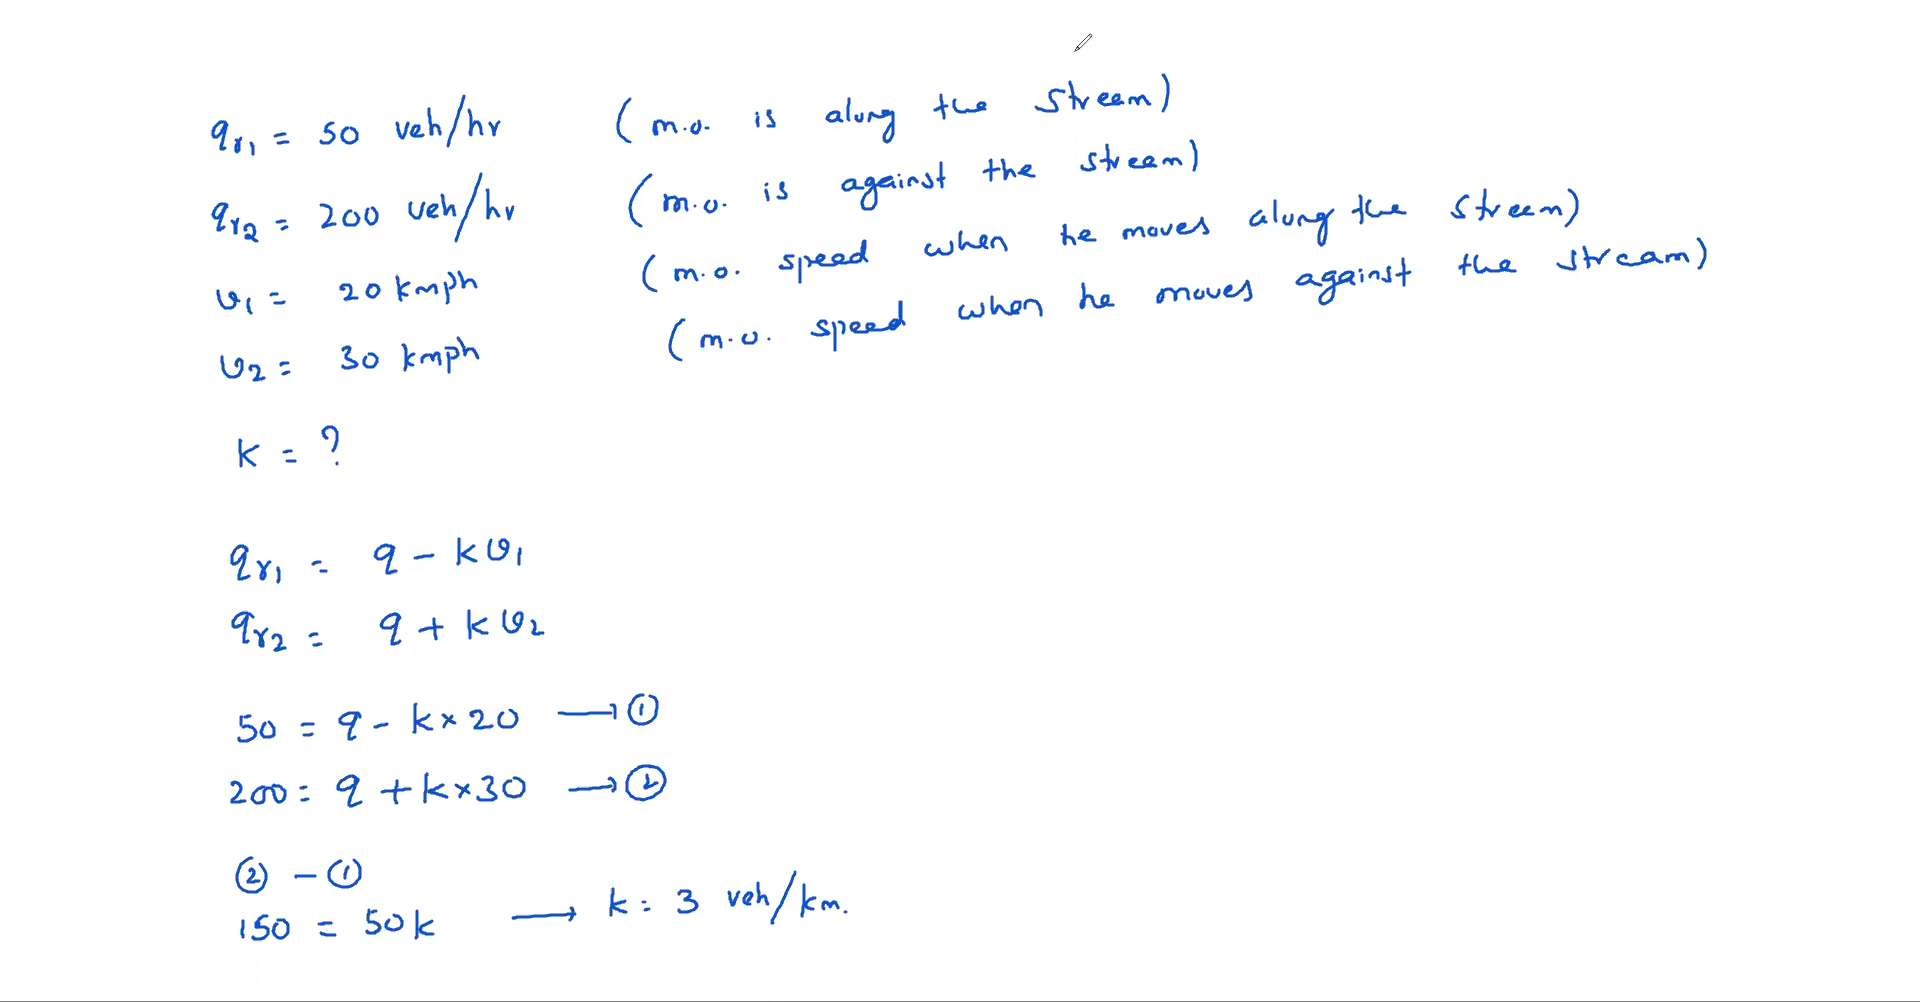 qr1 = 50 veh/hr (m.o. is along the stream)
qr2 = 200 veh/hr (m.o. is against the stream)
v1 = 20 kmph (m.o. speed when he moves along the stream)
v2 = 30 kmph (m.o. speed when he moves against the stream)
k = ?
qr1 = q - kv1
qr2 = q + kv2
50 = q - k×20 → ①
200 = q + k×30 → ②
② - ①
150 = 50k → k = 3 veh/km.